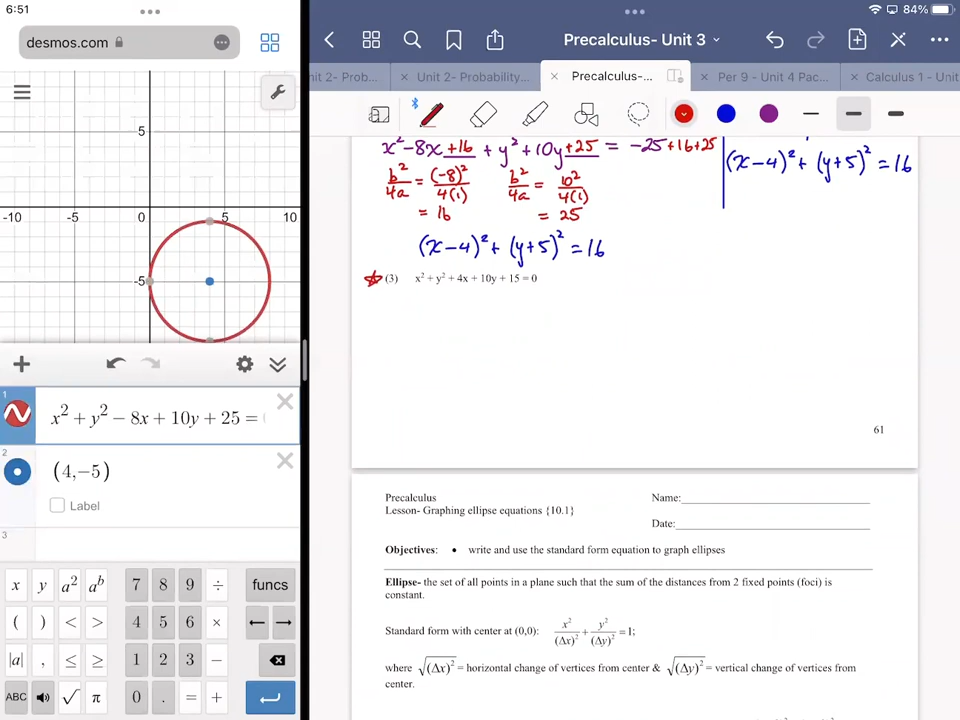 6:51
84%
desmos.com
Precalculus- Unit 3
nit 2- Prob...
Unit 2- Probability...
Precalculus-...
Per 9 - Unit 4 Pac...
Calculus 1 - Unit
5
-10 -5 0 5 10
-5
x² - 8x +16 + y² + 10y +25 = -25+16+25
b²/4a = (-8)²/4(1) b²/4a = 10²/4(1)
= 16 = 25
(x-4)² + (y+5)² = 16
(x-4)² + (y+5)² = 16
(3) x² + y² + 4x + 10y + 15 = 0
61
1
x² + y² − 8x + 10y + 25 =
2
(4,−5)
Label
3
x y a² aᵇ 7 8 9 ÷ funcs
( ) < > 4 5 6 × ← →
|a| , ≤ ≥ 1 2 3 −
ABC √ π 0 . = +
Precalculus
Name:
Lesson- Graphing ellipse equations {10.1}
Date:
Objectives: • write and use the standard form equation to graph ellipses
Ellipse- the set of all points in a plane such that the sum of the distances from 2 fixed points (foci) is
constant.
Standard form with center at (0,0): x²/(Δx)² + y²/(Δy)² = 1;
where √(Δx)² = horizontal change of vertices from center & √(Δy)² = vertical change of vertices from
center.